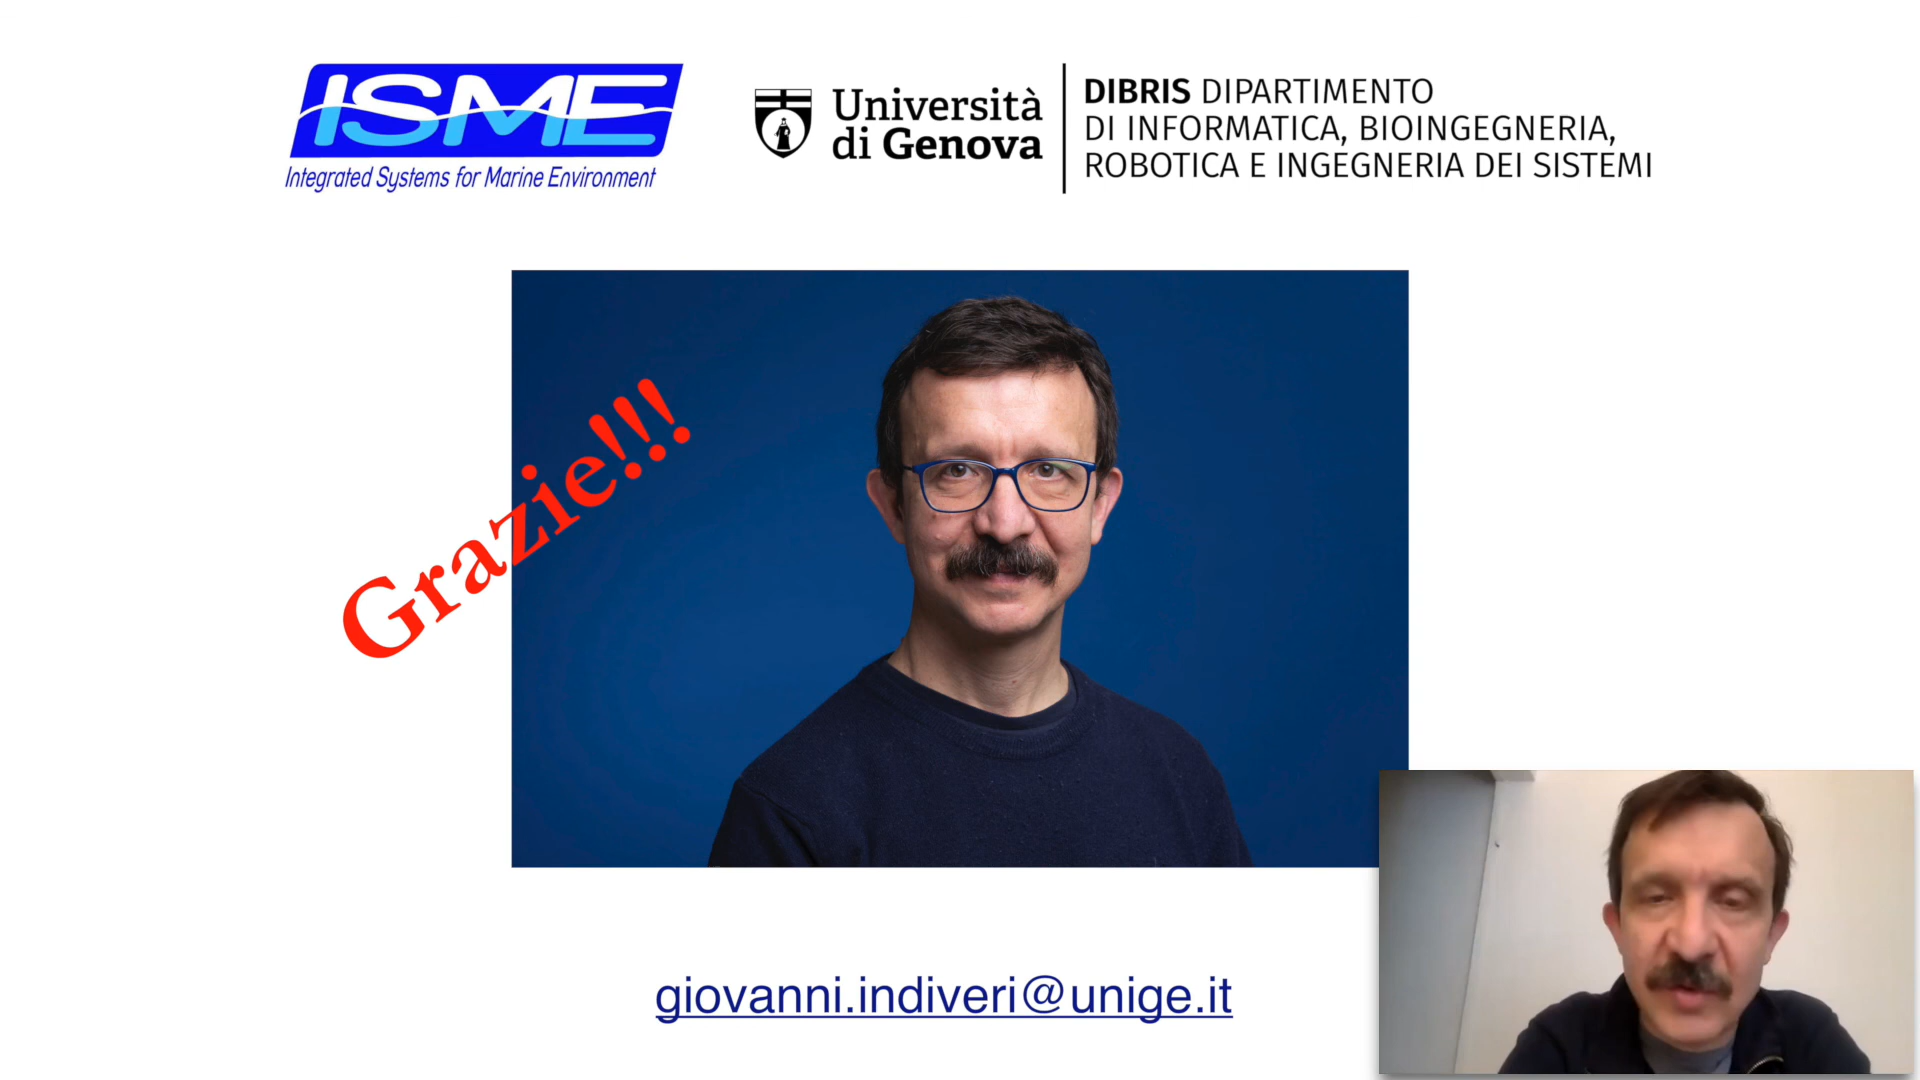 ISME
Integrated Systems for Marine Environment
Università
di Genova
DIBRIS DIPARTIMENTO
DI INFORMATICA, BIOINGEGNERIA,
ROBOTICA E INGEGNERIA DEI SISTEMI
Grazie!!!
giovanni.indiveri@unige.it